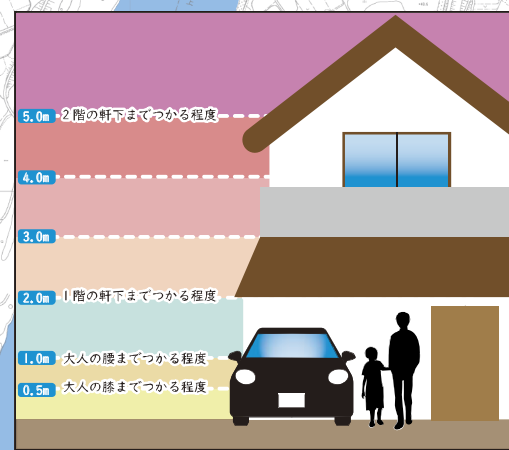 5.0m 2階の軒下までつかる程度
4.0m
3.0m
2.0m 1階の軒下までつかる程度
1.0m 大人の腰までつかる程度
0.5m 大人の膝までつかる程度